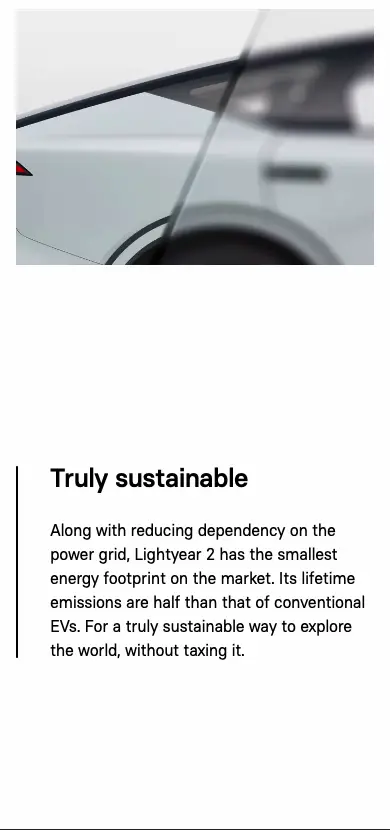 Truly sustainable
Along with reducing dependency on the
power grid, Lightyear 2 has the smallest
energy footprint on the market. Its lifetime
emissions are half than that of conventional
EVs. For a truly sustainable way to explore
the world, without taxing it.